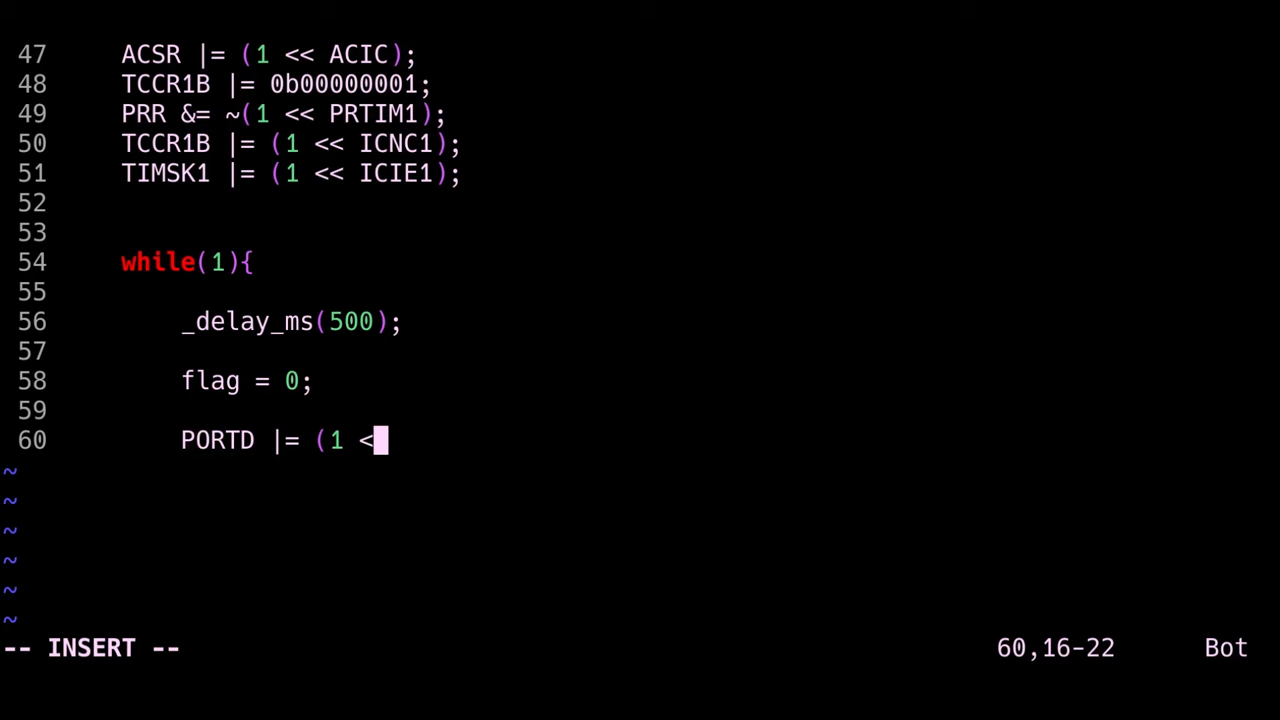 47     ACSR |= (1 << ACIC);
48     TCCR1B |= 0b00000001;
49     PRR &= ~(1 << PRTIM1);
50     TCCR1B |= (1 << ICNC1);
51     TIMSK1 |= (1 << ICIE1);
52
53
54     while(1){
55
56         _delay_ms(500);
57
58         flag = 0;
59
60         PORTD |= (1 <
~
~
~
~
~
~
-- INSERT --                                                       60,16-22      Bot